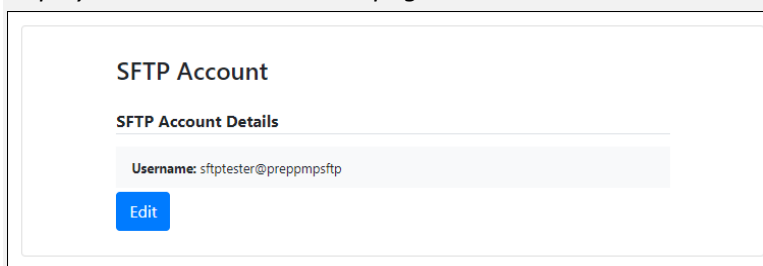 SFTP Account
SFTP Account Details
Username: sftptester@preppmpsftp
Edit